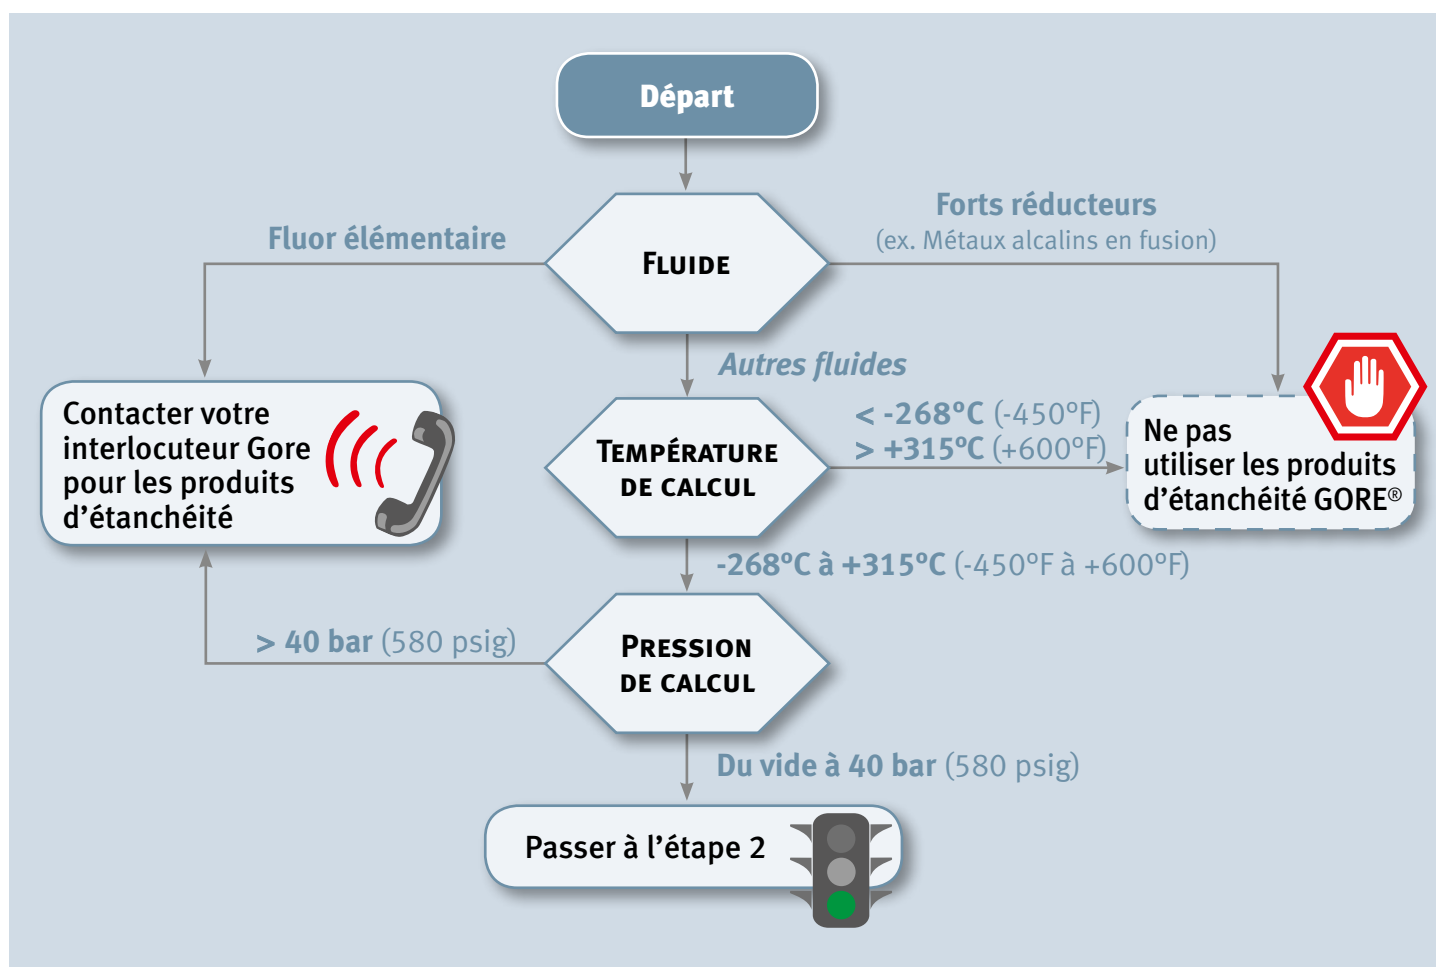 Départ
Fluor élémentaire
FLUIDE
Forts réducteurs
(ex. Métaux alcalins en fusion)
Autres fluides
Contacter votre
interlocuteur Gore
pour les produits
d’étanchéité
TEMPÉRATURE
DE CALCUL
< -268°C (-450°F)
> +315°C (+600°F)
Ne pas
utiliser les produits
d’étanchéité GORE®
-268°C à +315°C (-450°F à +600°F)
> 40 bar (580 psig)
PRESSION
DE CALCUL
Du vide à 40 bar (580 psig)
Passer à l’étape 2